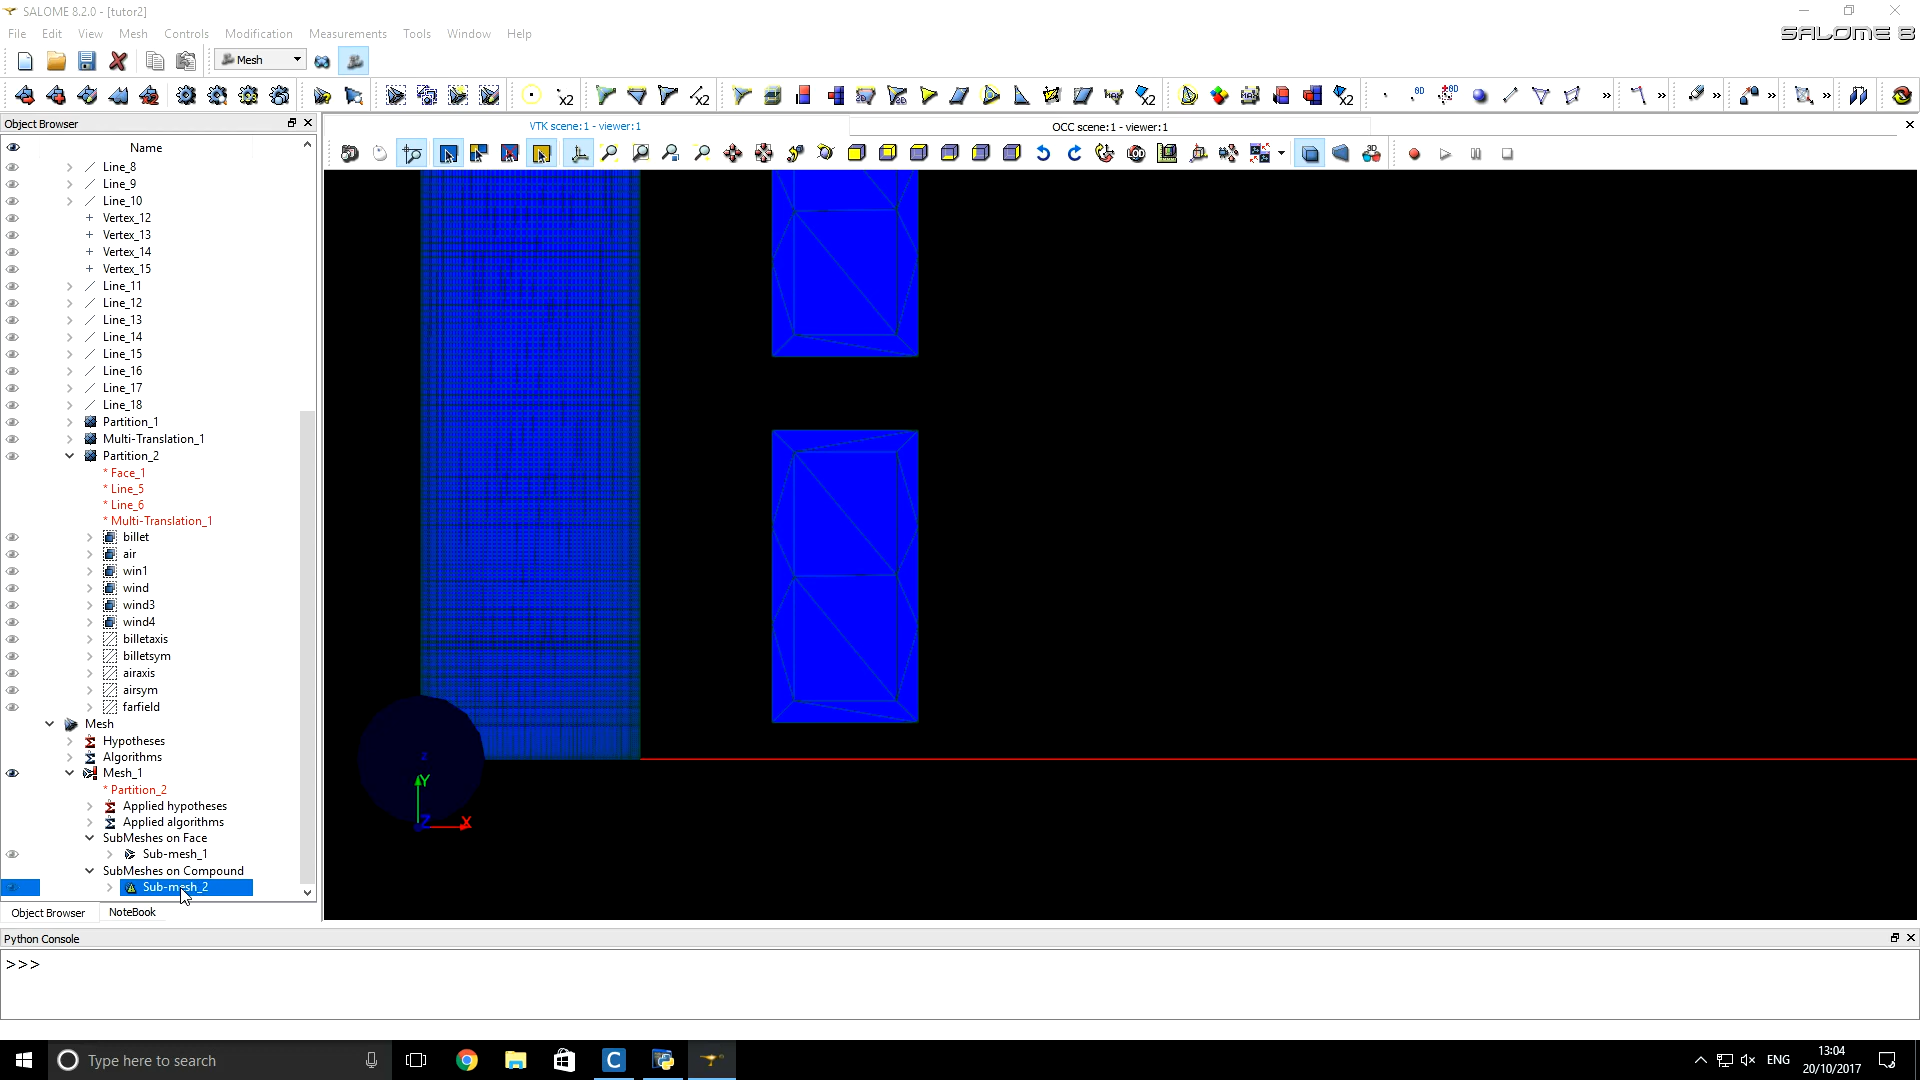 SALOME 8.2.0 - [tutor2]
File Edit View Mesh Controls Modification Measurements Tools Window Help
SALOME 8
Mesh
Object Browser
VTK scene:1 - viewer:1
OCC scene:1 - viewer:1
Name
Line_8
Line_9
Line_10
Vertex_12
Vertex_13
Vertex_14
Vertex_15
Line_11
Line_12
Line_13
Line_14
Line_15
Line_16
Line_17
Line_18
Partition_1
Multi-Translation_1
Partition_2
* Face_1
* Line_5
* Line_6
* Multi-Translation_1
billet
air
win1
wind
wind3
wind4
billetaxis
billetsym
airaxis
airsym
farfield
Mesh
Hypotheses
Algorithms
Mesh_1
* Partition_2
Applied hypotheses
Applied algorithms
SubMeshes on Face
Sub-mesh_1
SubMeshes on Compound
Sub-mesh_2
Z
Y
Z
X
Object Browser
NoteBook
Python Console
>>>
Type here to search
ENG
13:04
20/10/2017